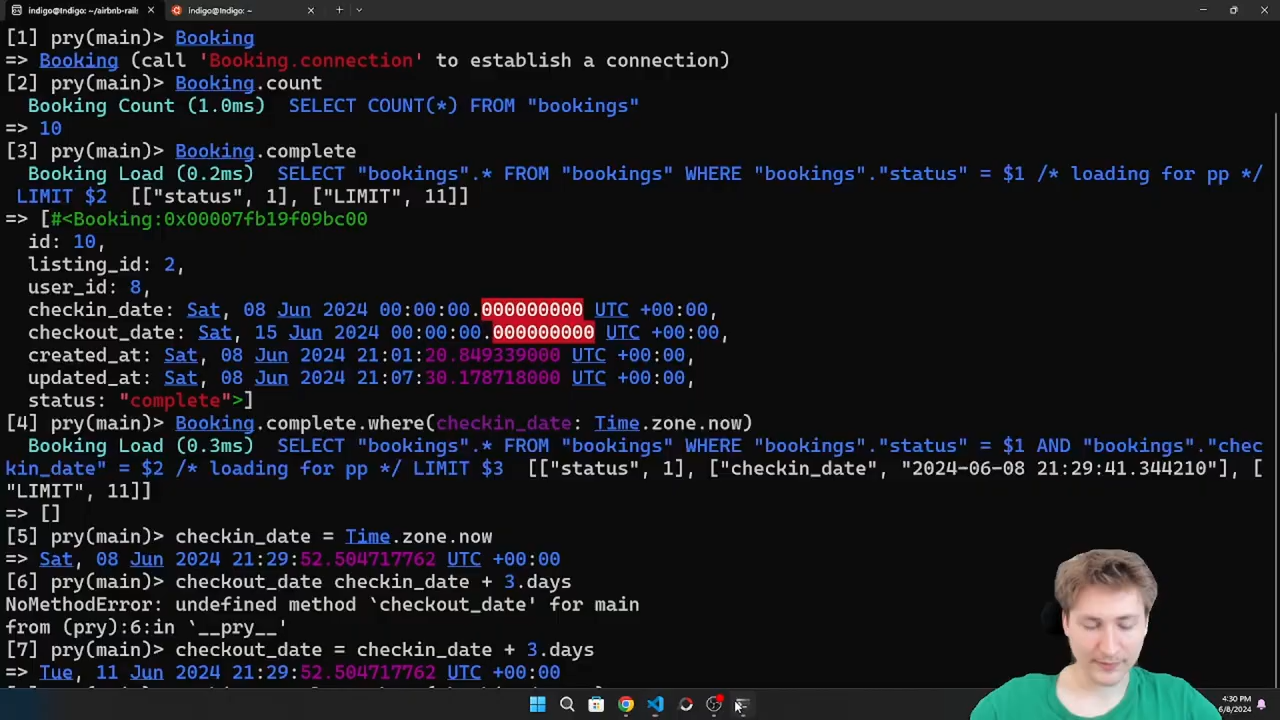 indigo@Indigo: ~/airbnb-rails
indigo@Indigo: ~
[1] pry(main)> Booking
=> Booking (call 'Booking.connection' to establish a connection)
[2] pry(main)> Booking.count
Booking Count (1.0ms)  SELECT COUNT(*) FROM "bookings"
=> 10
[3] pry(main)> Booking.complete
Booking Load (0.2ms)  SELECT "bookings".* FROM "bookings" WHERE "bookings"."status" = $1 /* loading for pp */
LIMIT $2  [["status", 1], ["LIMIT", 11]]
=> [#<Booking:0x00007fb19f09bc00
id: 10,
listing_id: 2,
user_id: 8,
checkin_date: Sat, 08 Jun 2024 00:00:00.000000000 UTC +00:00,
checkout_date: Sat, 15 Jun 2024 00:00:00.000000000 UTC +00:00,
created_at: Sat, 08 Jun 2024 21:01:20.849339000 UTC +00:00,
updated_at: Sat, 08 Jun 2024 21:07:30.178718000 UTC +00:00,
status: "complete">]
[4] pry(main)> Booking.complete.where(checkin_date: Time.zone.now)
Booking Load (0.3ms)  SELECT "bookings".* FROM "bookings" WHERE "bookings"."status" = $1 AND "bookings"."chec
kin_date" = $2 /* loading for pp */ LIMIT $3  [["status", 1], ["checkin_date", "2024-06-08 21:29:41.344210"], [
"LIMIT", 11]]
=> []
[5] pry(main)> checkin_date = Time.zone.now
=> Sat, 08 Jun 2024 21:29:52.504717762 UTC +00:00
[6] pry(main)> checkout_date checkin_date + 3.days
NoMethodError: undefined method `checkout_date' for main
from (pry):6:in `__pry__'
[7] pry(main)> checkout_date = checkin_date + 3.days
=> Tue, 11 Jun 2024 21:29:52.504717762 UTC +00:00
4:30 PM
6/8/2024